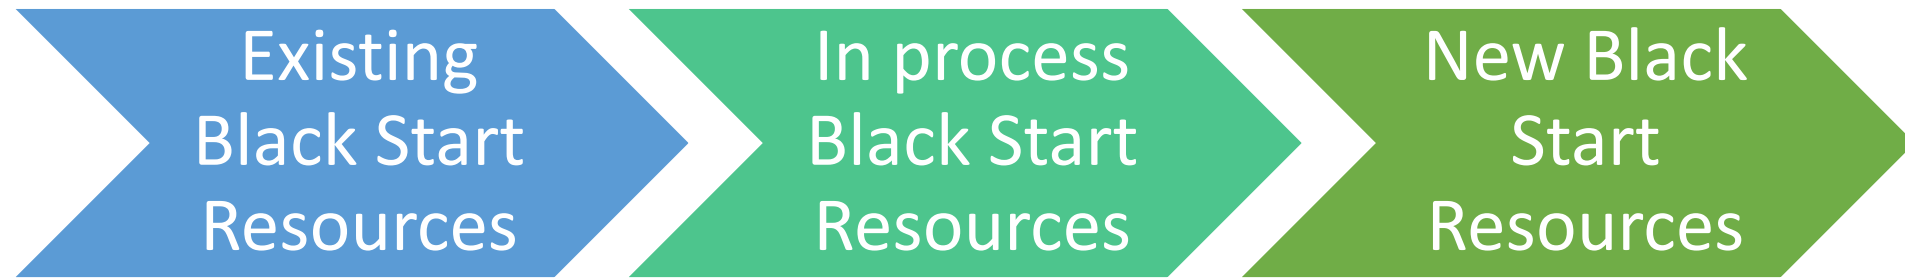 Existing
Black Start
Resources
In process
Black Start
Resources
New Black
Start
Resources